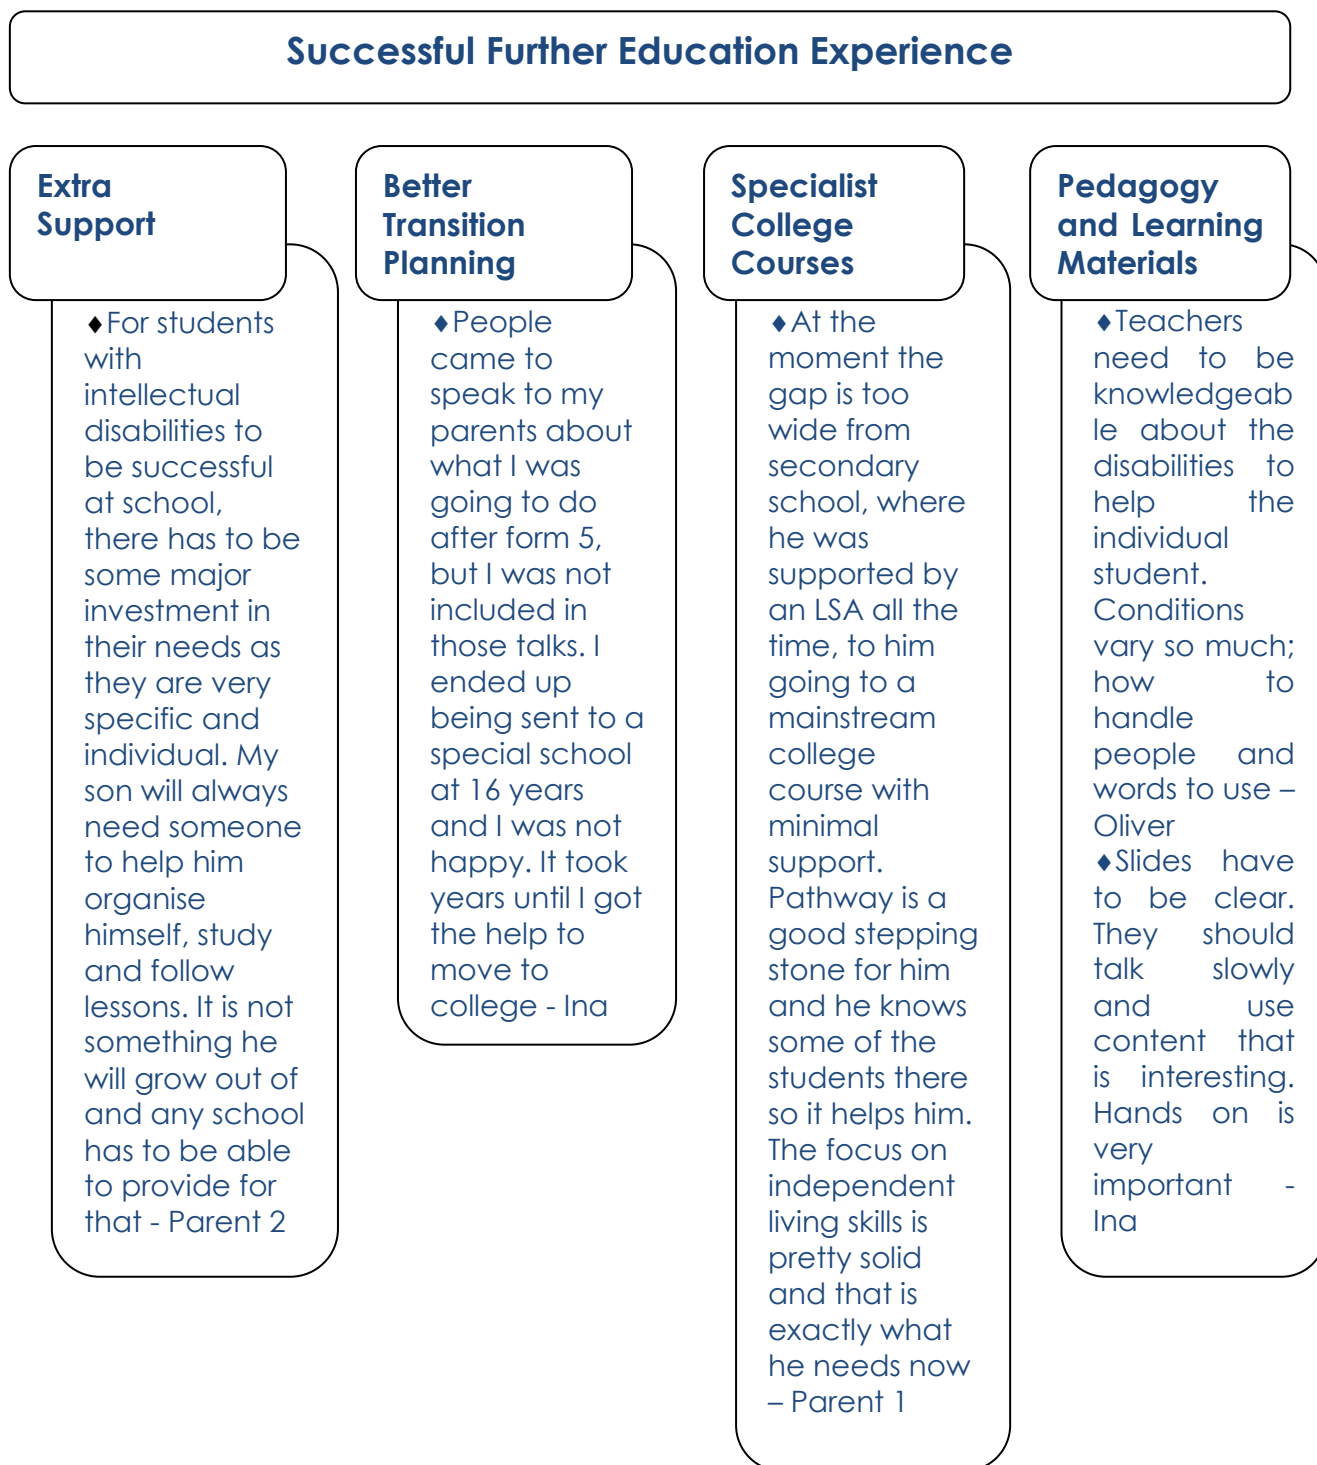 Successful Further Education Experience
Extra
Support
♦For students
with
intellectual
disabilities to
be successful
at school,
there has to be
some major
investment in
their needs as
they are very
specific and
individual. My
son will always
need someone
to help him
organise
himself, study
and follow
lessons. It is not
something he
will grow out of
and any school
has to be able
to provide for
that - Parent 2
Better
Transition
Planning
♦People
came to
speak to my
parents about
what I was
going to do
after form 5,
but I was not
included in
those talks. I
ended up
being sent to a
special school
at 16 years
and I was not
happy. It took
years until I got
the help to
move to
college - Ina
Specialist
College
Courses
♦At the
moment the
gap is too
wide from
secondary
school, where
he was
supported by
an LSA all the
time, to him
going to a
mainstream
college
course with
minimal
support.
Pathway is a
good stepping
stone for him
and he knows
some of the
students there
so it helps him.
The focus on
independent
living skills is
pretty solid
and that is
exactly what
he needs now
– Parent 1
Pedagogy
and Learning
Materials
♦Teachers
need to be
knowledgeab
le about the
disabilities to
help the
individual
student.
Conditions
vary so much;
how to
handle
people and
words to use –
Oliver
♦Slides have
to be clear.
They should
talk slowly
and use
content that
is interesting.
Hands on is
very
important -
Ina